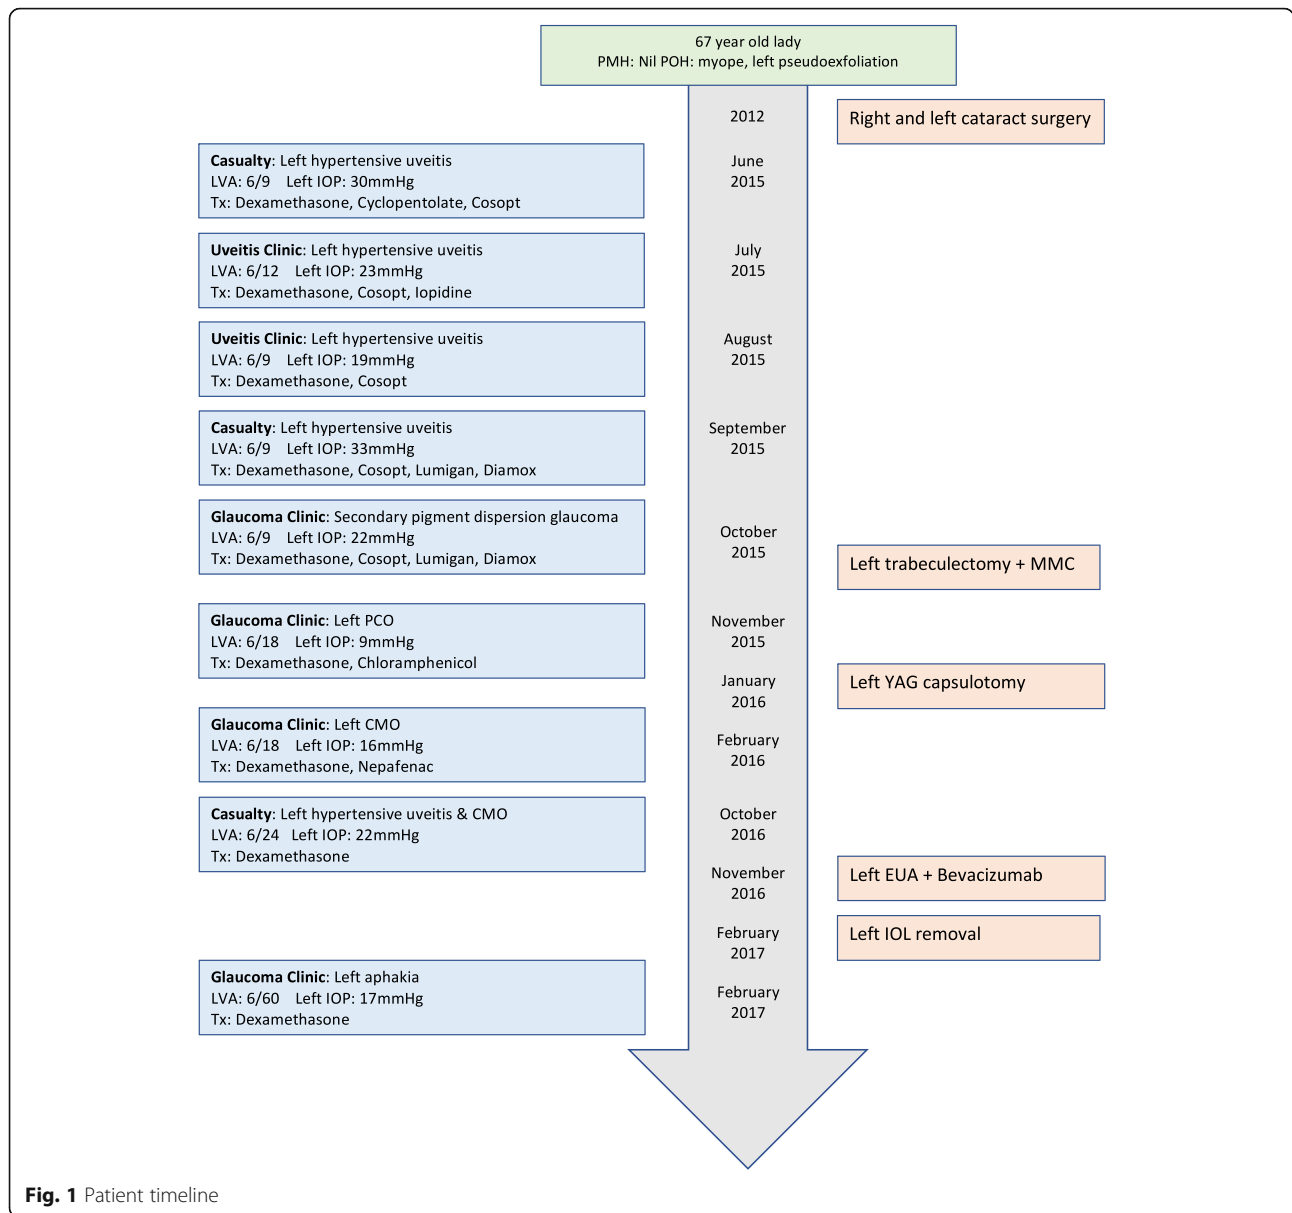 67 year old lady
PMH: Nil POH: myope, left pseudoexfoliation
2012
Right and left cataract surgery
Casualty: Left hypertensive uveitis
LVA: 6/9 Left IOP: 30mmHg
Tx: Dexamethasone, Cyclopentolate, Cosopt
June
2015
Uveitis Clinic: Left hypertensive uveitis
LVA: 6/12 Left IOP: 23mmHg
Tx: Dexamethasone, Cosopt, Iopidine
July
2015
Uveitis Clinic: Left hypertensive uveitis
LVA: 6/9 Left IOP: 19mmHg
Tx: Dexamethasone, Cosopt
August
2015
Casualty: Left hypertensive uveitis
LVA: 6/9 Left IOP: 33mmHg
Tx: Dexamethasone, Cosopt, Lumigan, Diamox
September
2015
Glaucoma Clinic: Secondary pigment dispersion glaucoma
LVA: 6/9 Left IOP: 22mmHg
Tx: Dexamethasone, Cosopt, Lumigan, Diamox
October
2015
Left trabeculectomy + MMC
Glaucoma Clinic: Left PCO
LVA: 6/18 Left IOP: 9mmHg
Tx: Dexamethasone, Chloramphenicol
November
2015
January
2016
Left YAG capsulotomy
Glaucoma Clinic: Left CMO
LVA: 6/18 Left IOP: 16mmHg
Tx: Dexamethasone, Nepafenac
February
2016
Casualty: Left hypertensive uveitis & CMO
LVA: 6/24 Left IOP: 22mmHg
Tx: Dexamethasone
October
2016
November
2016
Left EUA + Bevacizumab
February
2017
Left IOL removal
Glaucoma Clinic: Left aphakia
LVA: 6/60 Left IOP: 17mmHg
Tx: Dexamethasone
February
2017
Fig. 1 Patient timeline